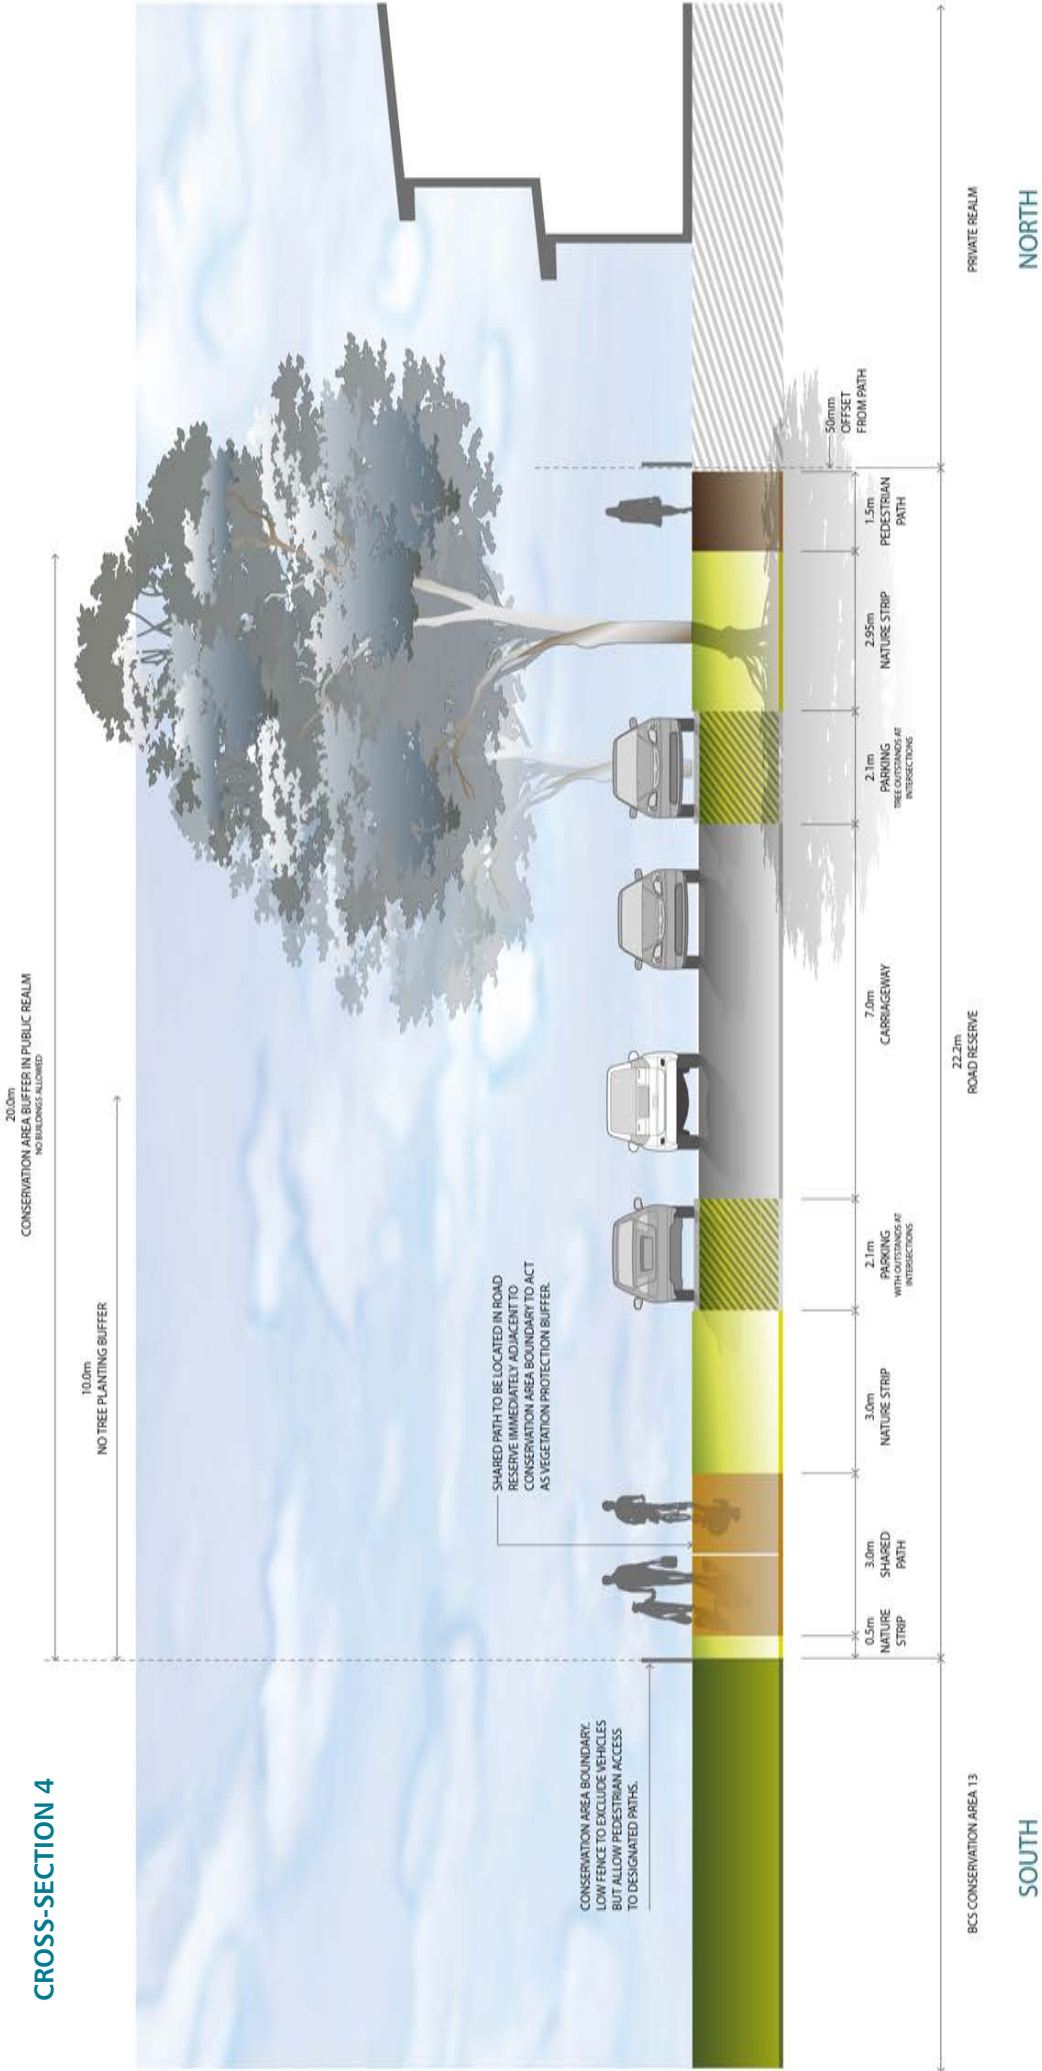 CROSS-SECTION 4
20.0m
CONSERVATION AREA BUFFER IN PUBLIC REALM
NO BUILDINGS ALLOWED
10.0m
NO TREE PLANTING BUFFER
SHARED PATH TO BE LOCATED IN ROAD
RESERVE IMMEDIATELY ADJACENT TO
CONSERVATION AREA BOUNDARY TO ACT
AS VEGETATION PROTECTION BUFFER.
CONSERVATION AREA BOUNDARY.
LOW FENCE TO EXCLUDE VEHICLES
BUT ALLOW PEDESTRIAN ACCESS
TO DESIGNATED PATHS.
0.5m
NATURE
STRIP
3.0m
SHARED
PATH
3.0m
NATURE STRIP
2.1m
PARKING
WITH OUTSTANDS AT
INTERSECTIONS
7.0m
CARRIAGEWAY
2.1m
PARKING
TREE OUTSTANDS AT
INTERSECTIONS
2.95m
NATURE STRIP
1.5m
PEDESTRIAN
PATH
50mm
OFFSET
FROM PATH
BCS CONSERVATION AREA 13
22.2m
ROAD RESERVE
PRIVATE REALM
SOUTH
NORTH